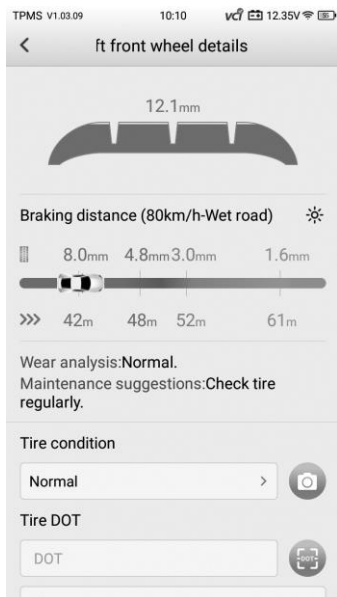 TPMS V1.03.09 10:10 vci 12.35V
ft front wheel details
12.1mm
Braking distance (80km/h-Wet road)
8.0mm 4.8mm 3.0mm 1.6mm
42m 48m 52m 61m
Wear analysis:Normal.
Maintenance suggestions:Check tire
regularly.
Tire condition
Normal
Tire DOT
DOT
DOT